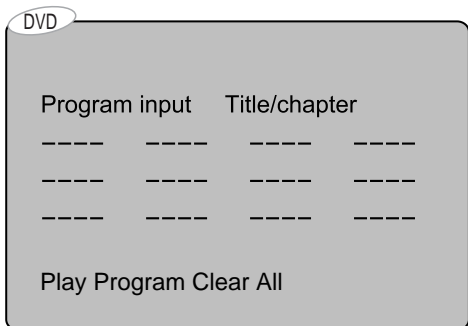 DVD
Program input Title/chapter
---- ---- ---- ----
---- ---- ---- ----
---- ---- ---- ----
Play Program Clear All